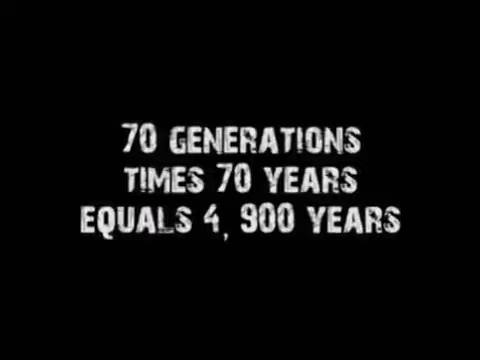 70 GENERATIONS
TIMES 70 YEARS
EQUALS 4, 900 YEARS